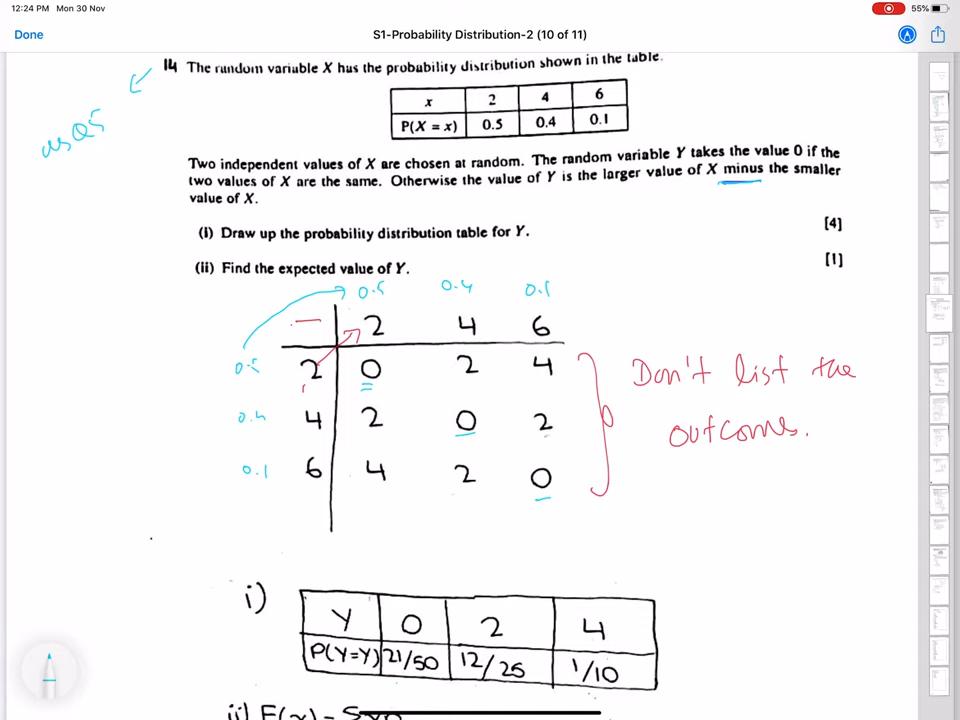 12:24 PM Mon 30 Nov
55%
Done
S1-Probability Distribution-2 (10 of 11)
as Q5
14 The random variable X has the probability distribution shown in the table.
x 2 4 6
P(X = x) 0.5 0.4 0.1
Two independent values of X are chosen at random. The random variable Y takes the value 0 if the
two values of X are the same. Otherwise the value of Y is the larger value of X minus the smaller
value of X.
(i) Draw up the probability distribution table for Y. [4]
(ii) Find the expected value of Y. [1]
0.5 0.4 0.1
— 2 4 6
0.5 2 0 2 4
0.4 4 2 0 2
0.1 6 4 2 0
Don't list the
outcome.
i)
Y 0 2 4
P(Y=Y) 21/50 12/25 1/10
ii) E(x) =